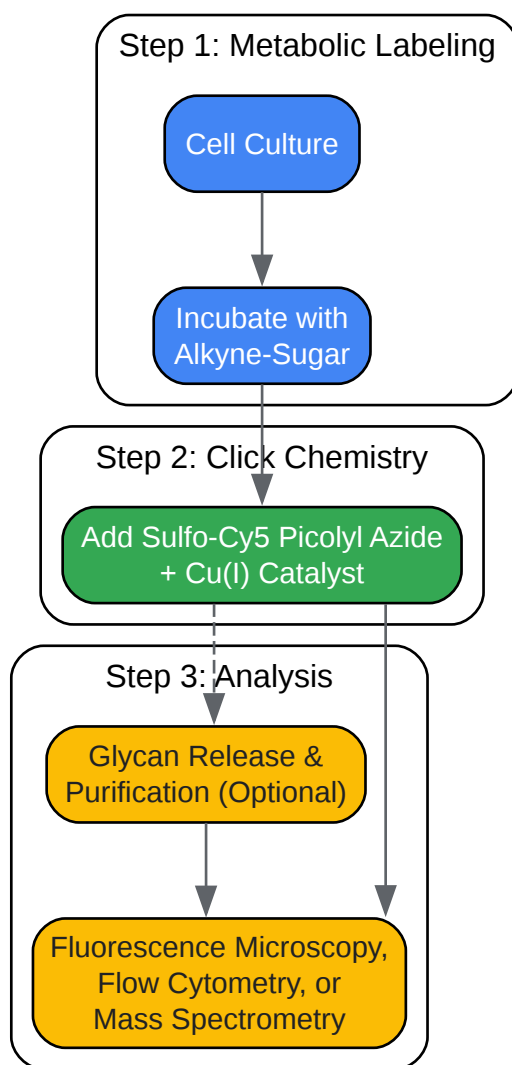 Step 1: Metabolic Labeling
Cell Culture
Incubate with
Alkyne-Sugar
Step 2: Click Chemistry
Add Sulfo-Cy5 Picolyl Azide
+ Cu(I) Catalyst
Step 3: Analysis
Glycan Release &
Purification (Optional)
Fluorescence Microscopy,
Flow Cytometry, or
Mass Spectrometry